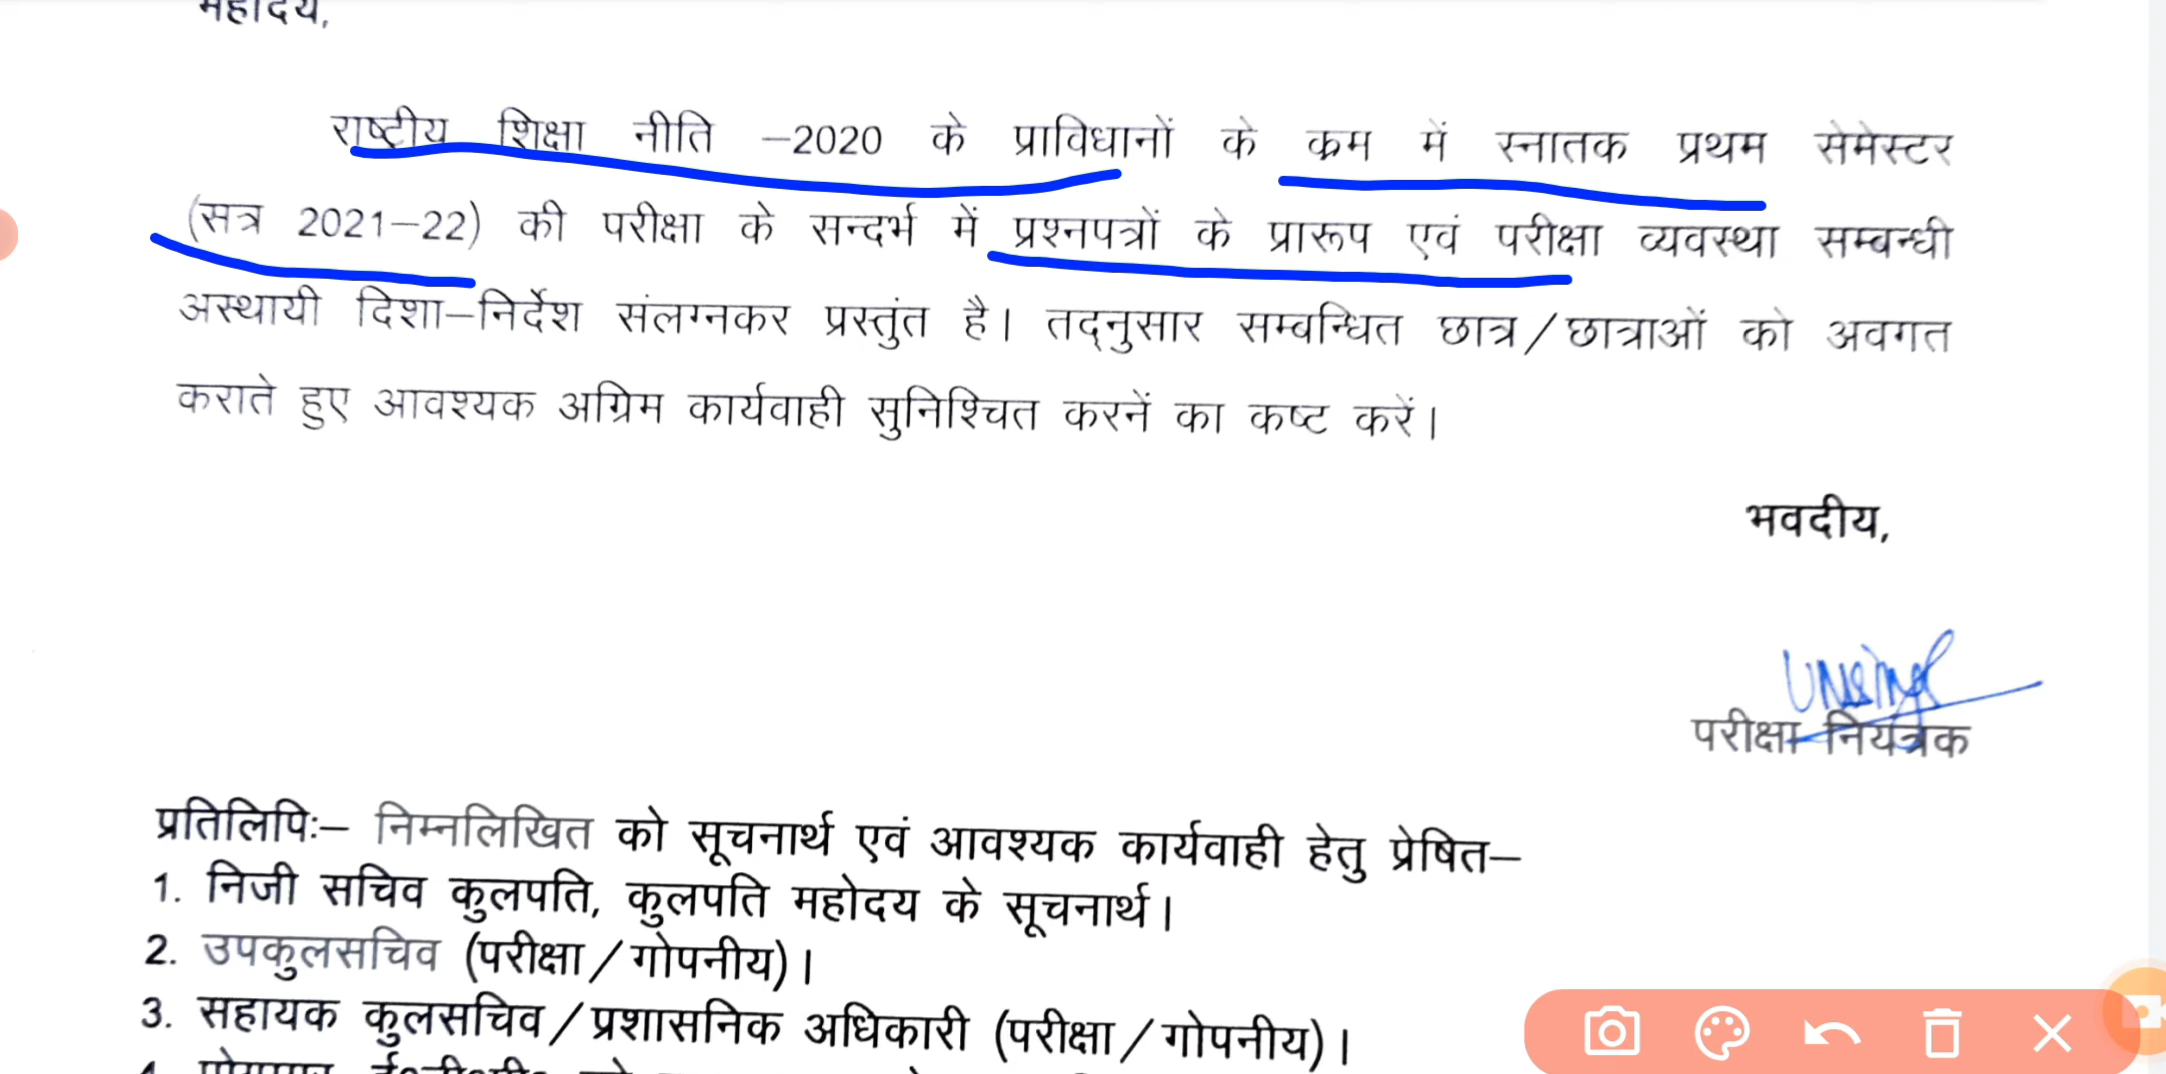 महोदय,
राष्ट्रीय शिक्षा नीति –2020 के प्राविधानों के क्रम में स्नातक प्रथम सेमेस्टर
(सत्र 2021–22) की परीक्षा के सन्दर्भ में प्रश्नपत्रों के प्रारूप एवं परीक्षा व्यवस्था सम्बन्धी
अस्थायी दिशा–निर्देश संलग्नकर प्रस्तुंत है। तद्नुसार सम्बन्धित छात्र/छात्राओं को अवगत
कराते हुए आवश्यक अग्रिम कार्यवाही सुनिश्चित करनें का कष्ट करें।
भवदीय,
परीक्षा नियंत्रक
प्रतिलिपिः– निम्नलिखित को सूचनार्थ एवं आवश्यक कार्यवाही हेतु प्रेषित–
1. निजी सचिव कुलपति, कुलपति महोदय के सूचनार्थ।
2. उपकुलसचिव (परीक्षा/गोपनीय)।
3. सहायक कुलसचिव/प्रशासनिक अधिकारी (परीक्षा/गोपनीय)।